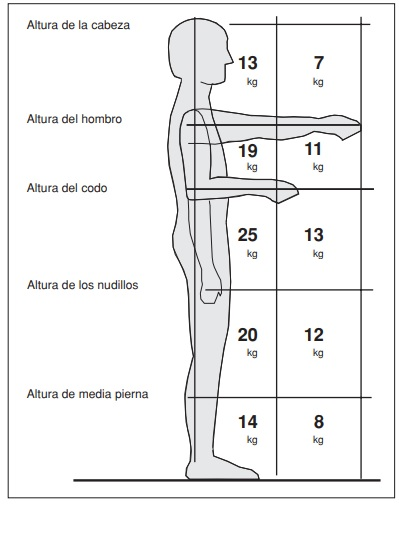 Altura de la cabeza
13 7
kg kg
Altura del hombro
19 11
kg kg
Altura del codo
25 13
kg kg
Altura de los nudillos
20 12
kg kg
Altura de media pierna
14 8
kg kg